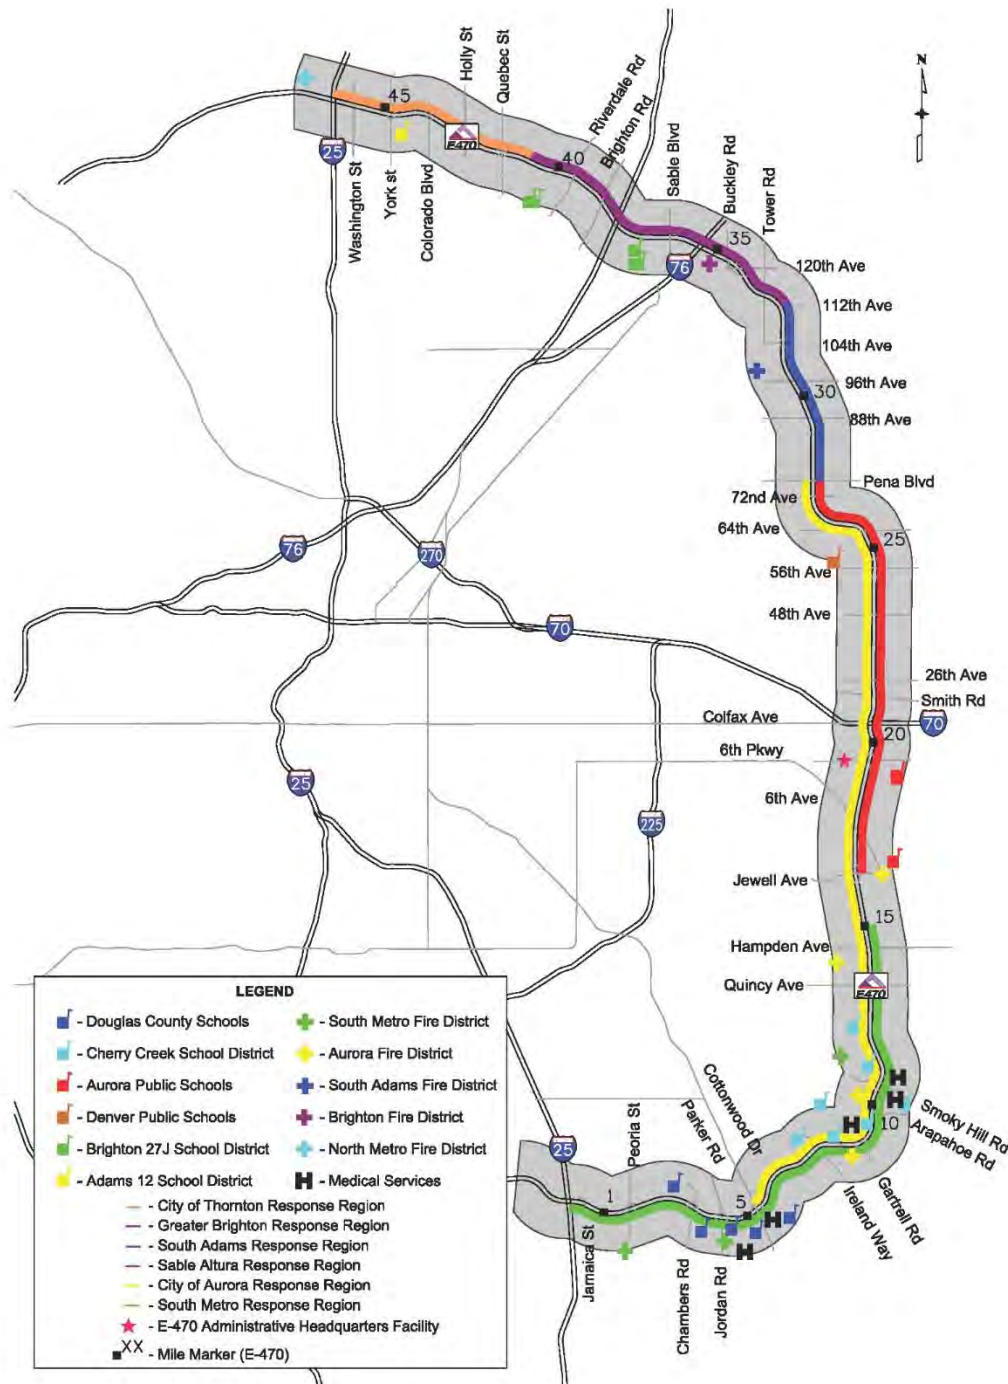 Holly St
Quebec St
Riverdale Rd
Brighton Rd
Sable Blvd
Buckley Rd
Tower Rd
N
45
E470
40
35
25
Washington St
York st
Colorado Blvd
76
120th Ave
112th Ave
104th Ave
96th Ave
30
88th Ave
Pena Blvd
72nd Ave
64th Ave
25
76
270
56th Ave
48th Ave
70
26th Ave
Smith Rd
Colfax Ave
20
70
6th Pkwy
25
6th Ave
225
Jewell Ave
15
Hampden Ave
Quincy Ave
E470
LEGEND
- Douglas County Schools
- South Metro Fire District
- Cherry Creek School District
- Aurora Fire District
- Aurora Public Schools
- South Adams Fire District
- Denver Public Schools
- Brighton Fire District
- Brighton 27J School District
- North Metro Fire District
- Adams 12 School District
H - Medical Services
- City of Thornton Response Region
- Greater Brighton Response Region
- South Adams Response Region
- Sable Altura Response Region
- City of Aurora Response Region
- South Metro Response Region
- E-470 Administrative Headquarters Facility
XX - Mile Marker (E-470)
25
Peoria St
Parker Rd
Cottonwood Dr
H
H
H
10
Smoky Hill Rd
Arapahoe Rd
Gartrell Rd
Ireland Way
1
5
H
H
Jamaica St
Chambers Rd
Jordan Rd